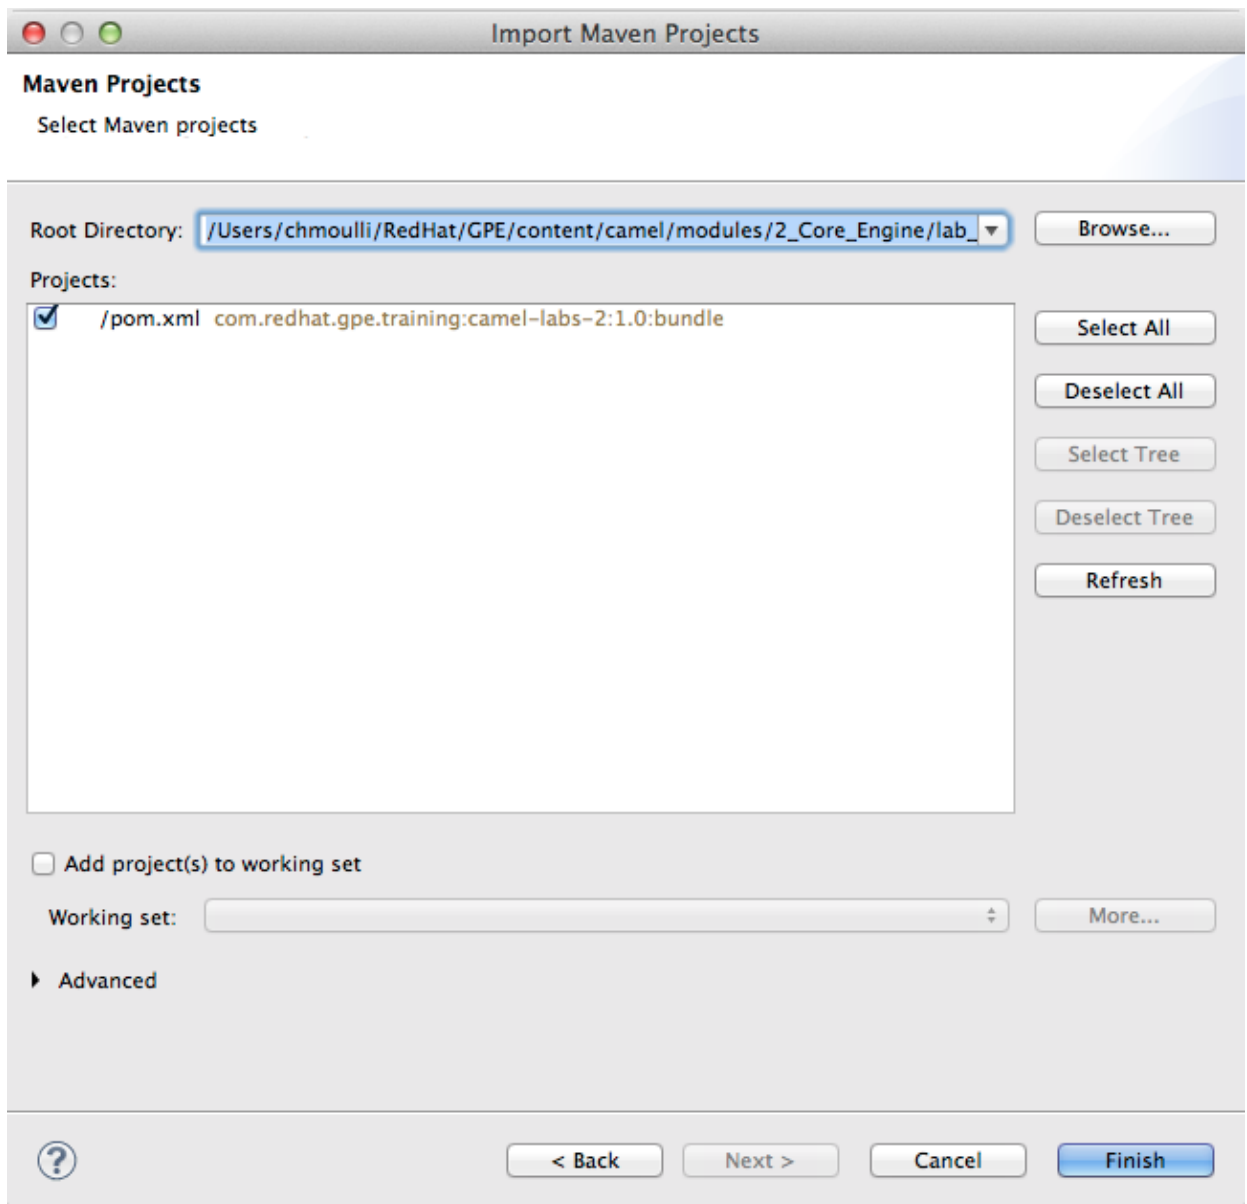 Import Maven Projects
Maven Projects
Select Maven projects
Root Directory: /Users/chmoulli/RedHat/GPE/content/camel/modules/2_Core_Engine/lab_ Browse...
Projects:
/pom.xml com.redhat.gpe.training:camel-labs-2:1.0:bundle
Select All
Deselect All
Select Tree
Deselect Tree
Refresh
Add project(s) to working set
Working set: More...
Advanced
? < Back Next > Cancel Finish